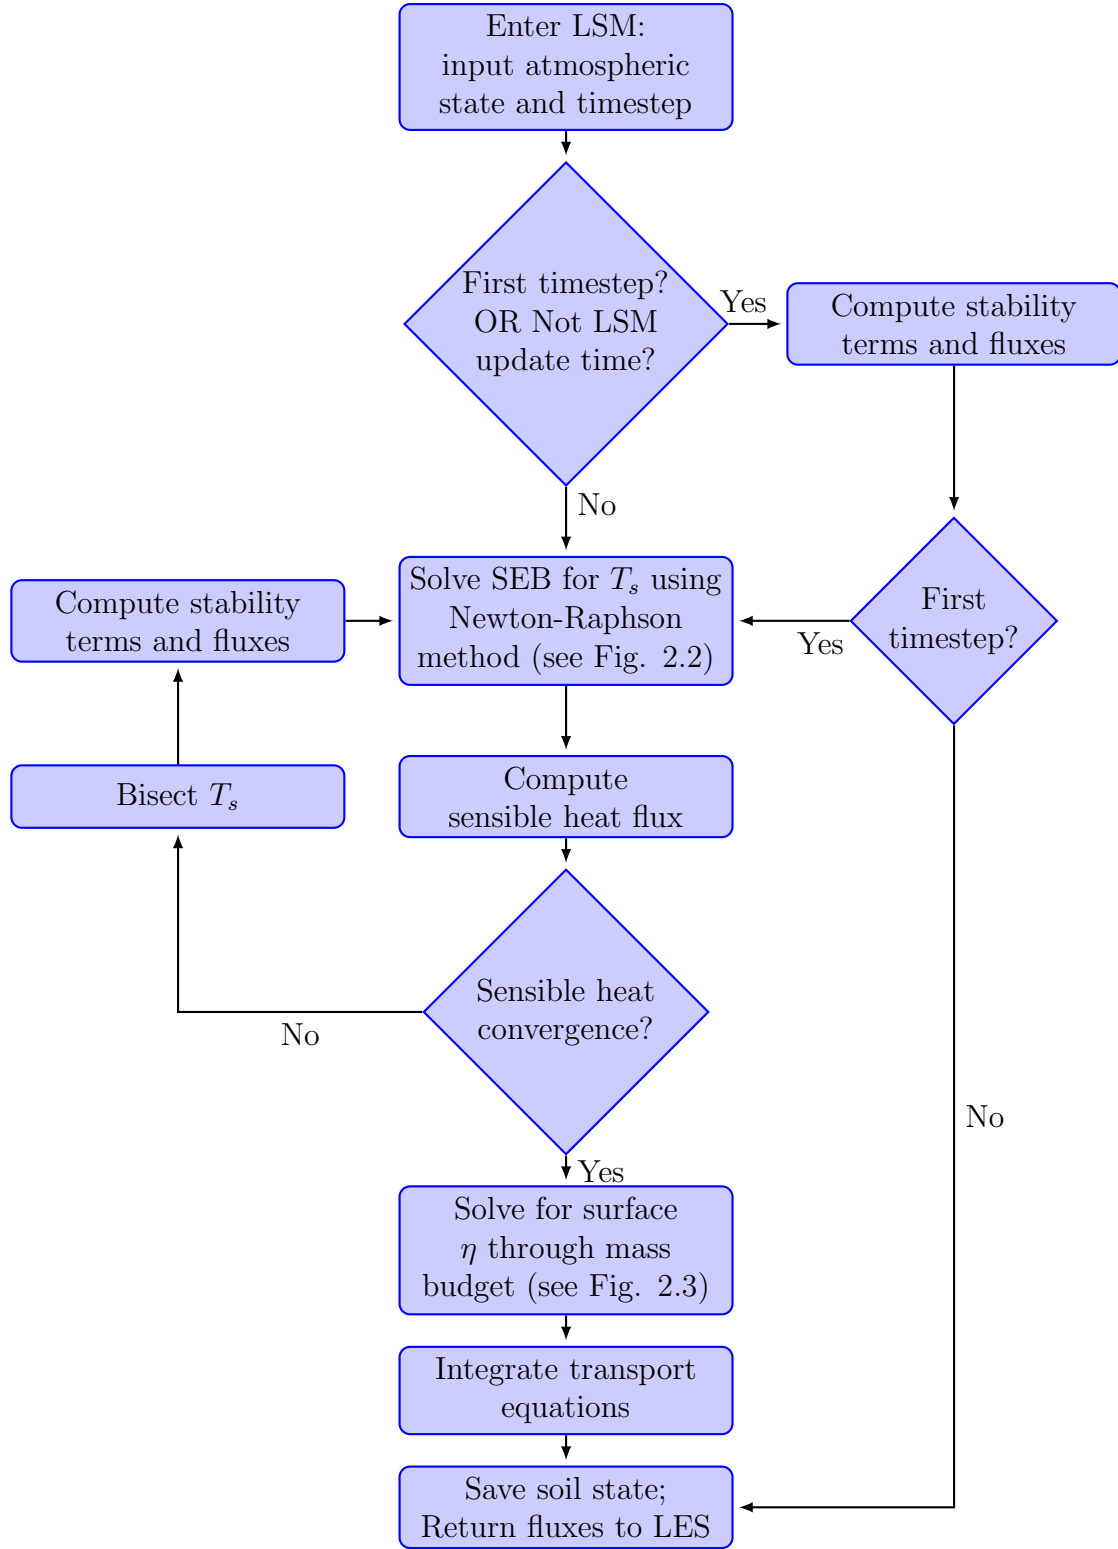 Enter LSM:
input atmospheric
state and timestep
First timestep?
OR Not LSM
update time?
Yes
Compute stability
terms and fluxes
No
First
timestep?
Yes
Solve SEB for $T_s$ using
Newton-Raphson
method (see Fig. 2.2)
Compute stability
terms and fluxes
Bisect $T_s$
Compute
sensible heat flux
Sensible heat
convergence?
No
No
Yes
Solve for surface
η through mass
budget (see Fig. 2.3)
Integrate transport
equations
Save soil state;
Return fluxes to LES